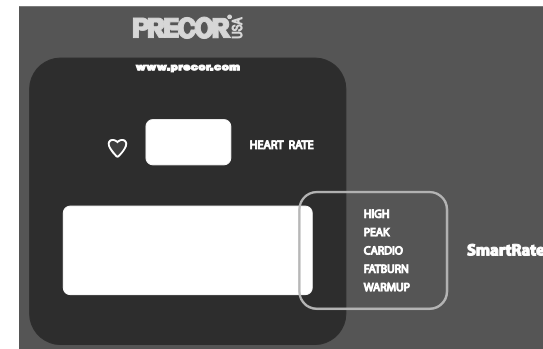 PRECOR USA
www.precor.com
HEART RATE
HIGH
PEAK
CARDIO
FATBURN
WARMUP
SmartRate